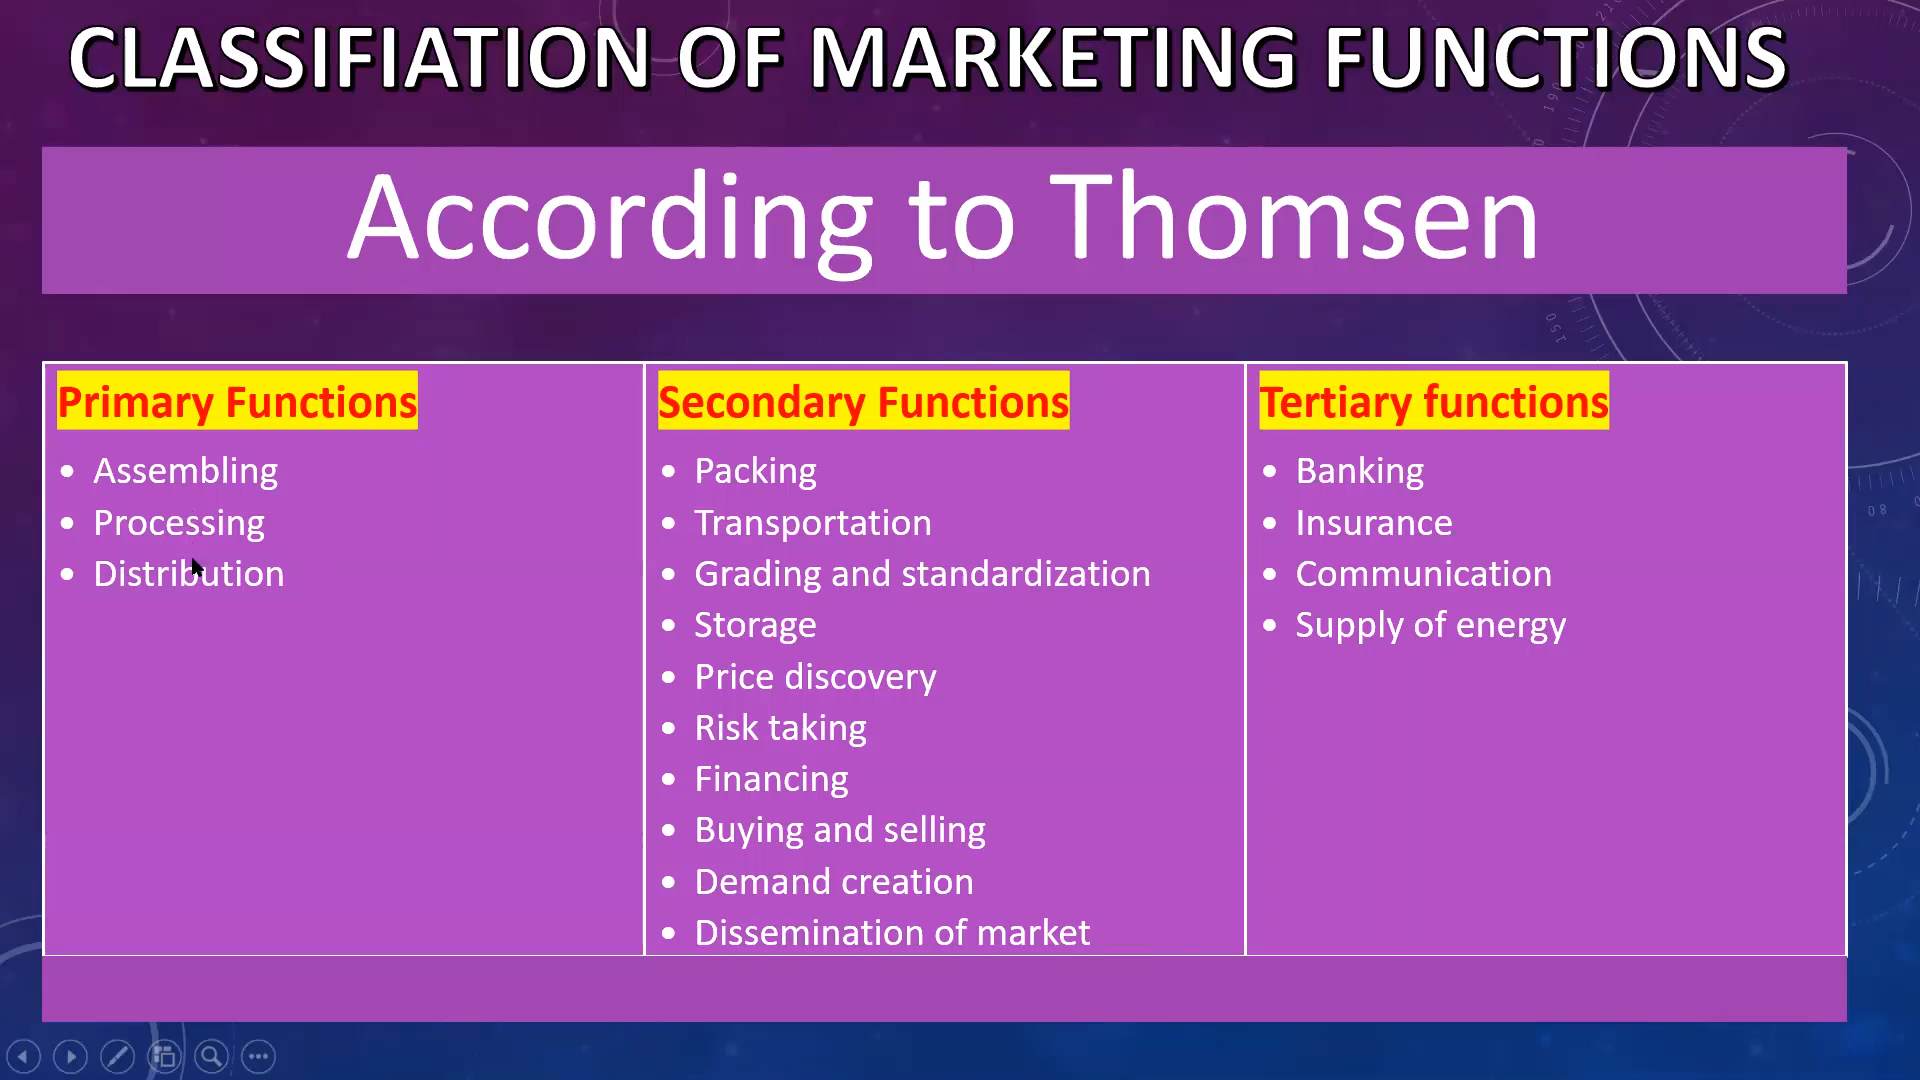 CLASSIFIATION OF MARKETING FUNCTIONS
According to Thomsen
Primary Functions
• Assembling
• Processing
• Distribution
Secondary Functions
• Packing
• Transportation
• Grading and standardization
• Storage
• Price discovery
• Risk taking
• Financing
• Buying and selling
• Demand creation
• Dissemination of market
Tertiary functions
• Banking
• Insurance
• Communication
• Supply of energy